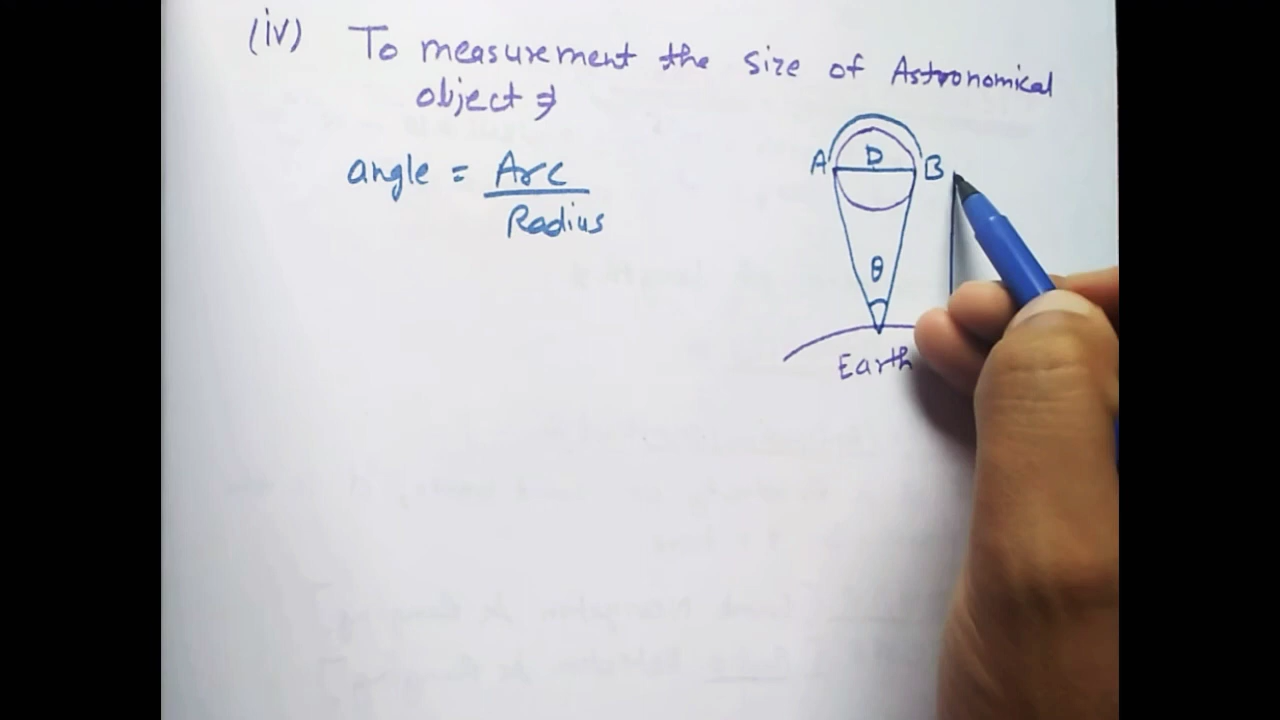 (iv) To measurement the size of Astronomical
object ⇒
angle = Arc
Radius
A D B
θ
Earth